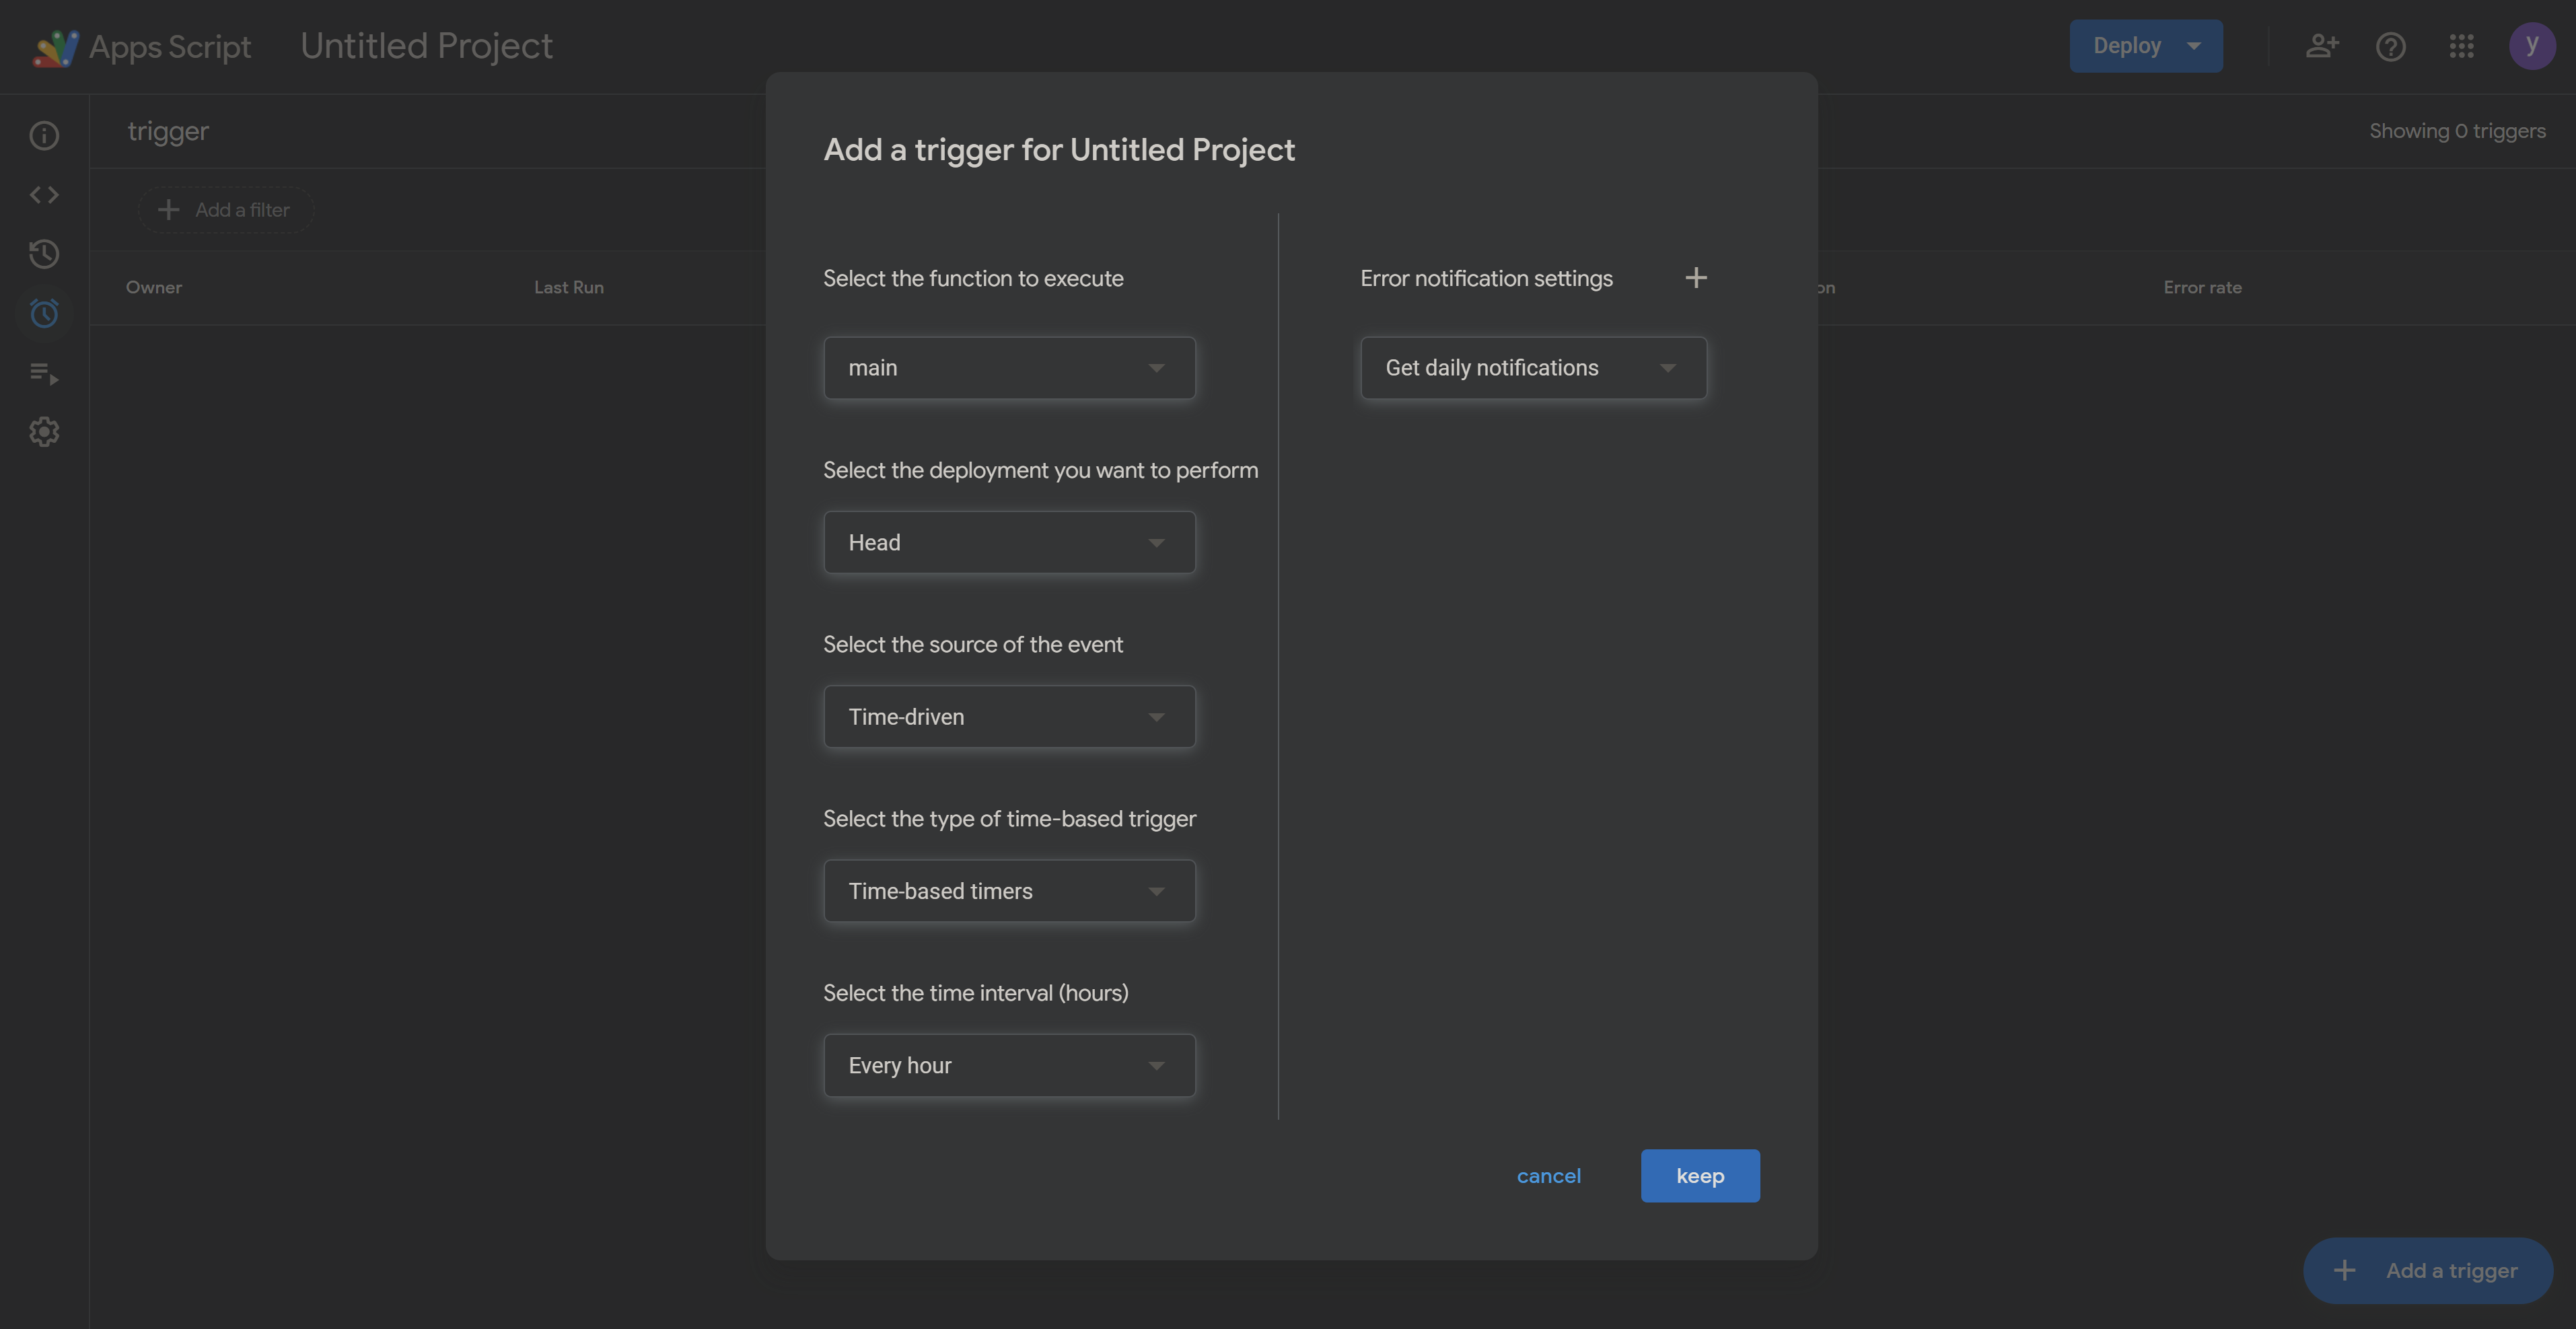 Apps Script
Untitled Project
Deploy
y
trigger
Showing 0 triggers
Add a filter
Owner
Last Run
on
Error rate
Add a trigger for Untitled Project
Select the function to execute
main
Select the deployment you want to perform
Head
Select the source of the event
Time-driven
Select the type of time-based trigger
Time-based timers
Select the time interval (hours)
Every hour
Error notification settings
Get daily notifications
cancel
keep
Add a trigger